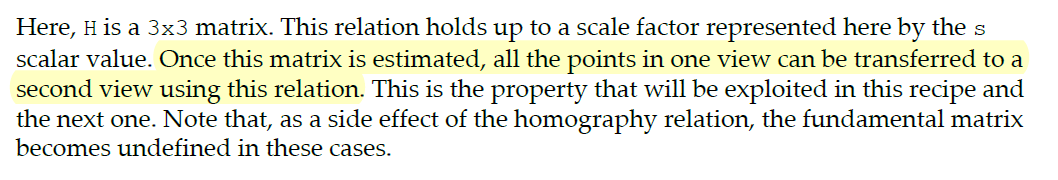 Here, H is a 3x3 matrix. This relation holds up to a scale factor represented here by the s
scalar value. Once this matrix is estimated, all the points in one view can be transferred to a
second view using this relation. This is the property that will be exploited in this recipe and
the next one. Note that, as a side effect of the homography relation, the fundamental matrix
becomes undefined in these cases.